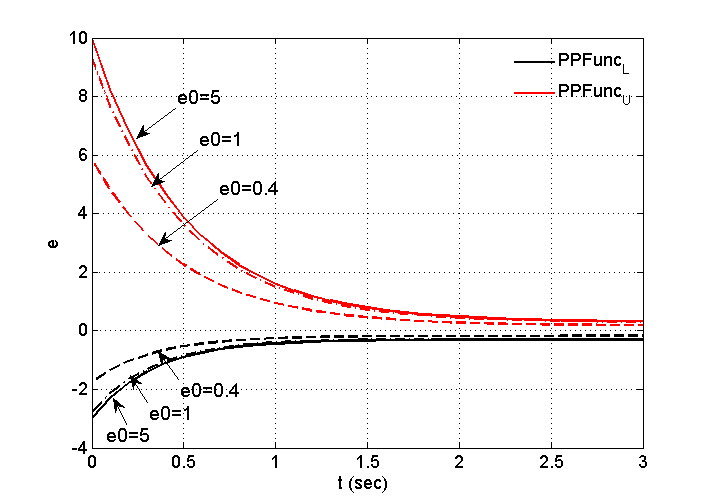 10
PPFunc_L
PPFunc_U
8
e0=5
e0=1
6
e0=0.4
4
e
2
0
-2
e0=0.4
e0=1
e0=5
-4
0 0.5 1 1.5 2 2.5 3
t (sec)